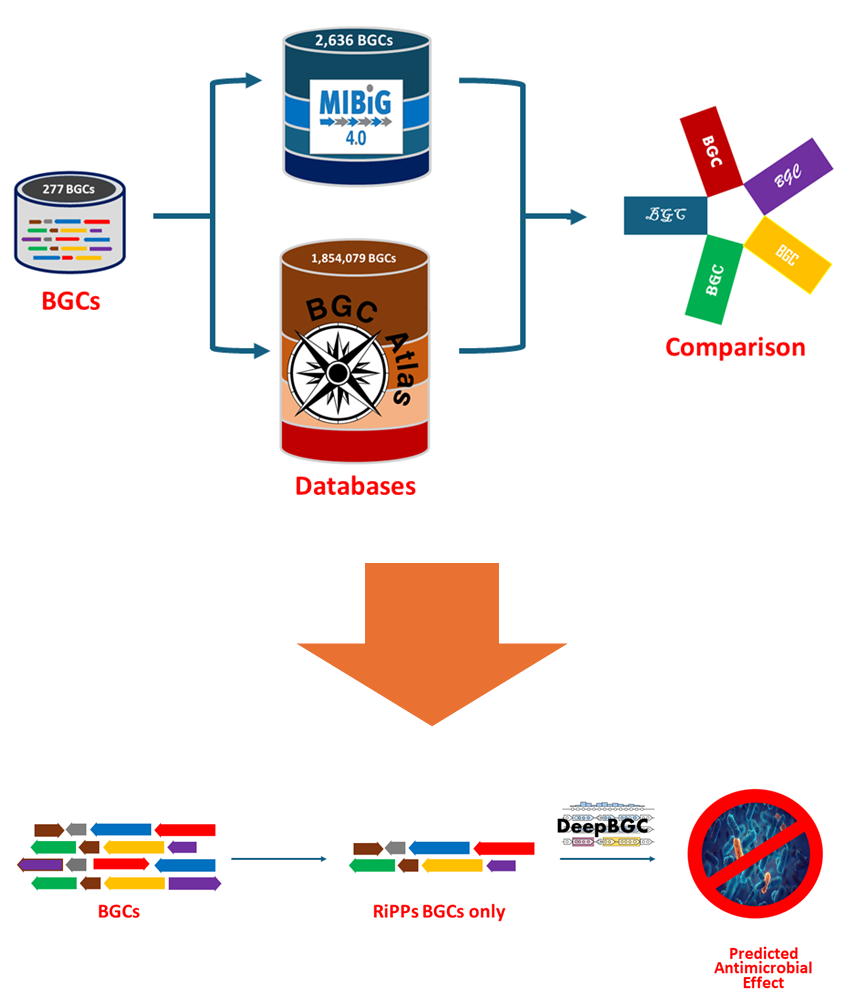 2,636 BGCs
MIBiG
4.0
277 BGCs
BGCs
1,854,079 BGCs
BGC Atlas
Databases
BGC
BGC
BGC
BGC
BGC
Comparison
DeepBGC
BGCs
RiPPs BGCs only
Predicted
Antimicrobial
Effect